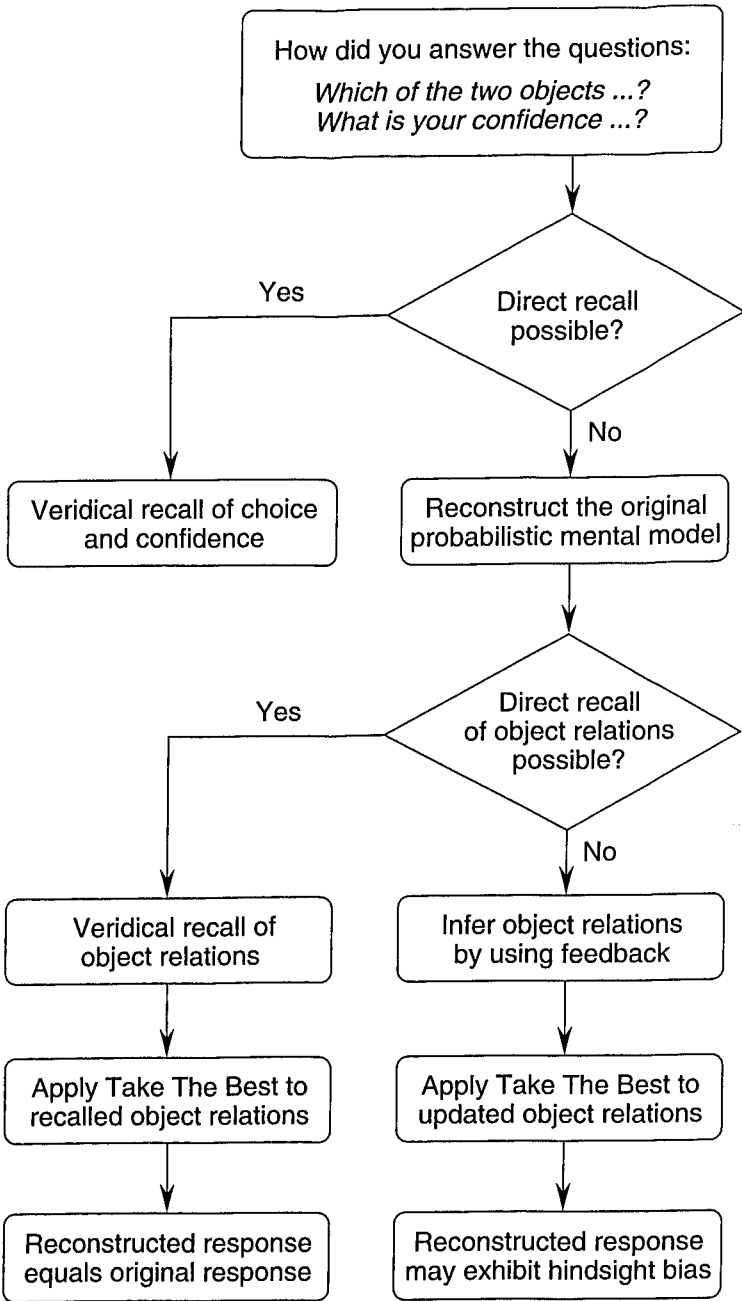 How did you answer the questions:
Which of the two objects ...?
What is your confidence ...?
Direct recall
possible?
Yes
No
Veridical recall of choice
and confidence
Reconstruct the original
probabilistic mental model
Direct recall
of object relations
possible?
Yes
No
Veridical recall of
object relations
Infer object relations
by using feedback
Apply Take The Best to
recalled object relations
Apply Take The Best to
updated object relations
Reconstructed response
equals original response
Reconstructed response
may exhibit hindsight bias